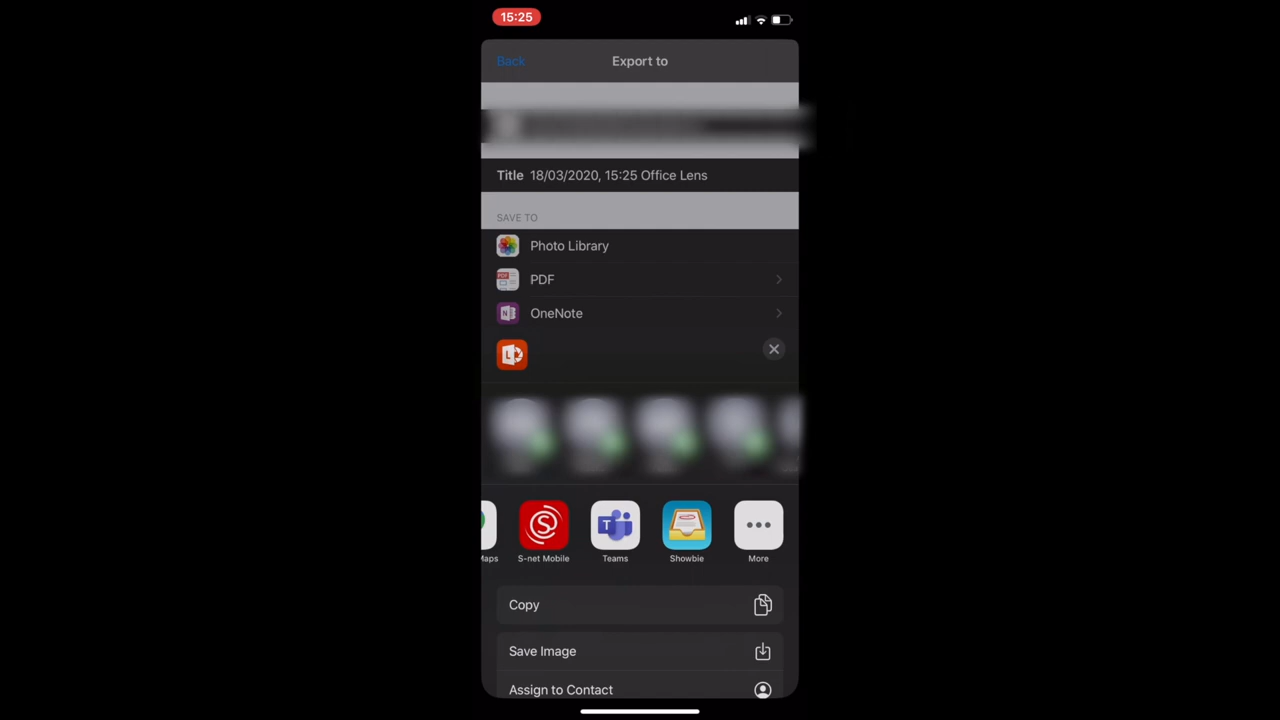 15:25
Back
Export to
Title 18/03/2020, 15:25 Office Lens
SAVE TO
Photo Library
PDF
PDF
N
OneNote
L
S
T
Maps
S-net Mobile
Teams
Showbie
More
Copy
Save Image
Assign to Contact